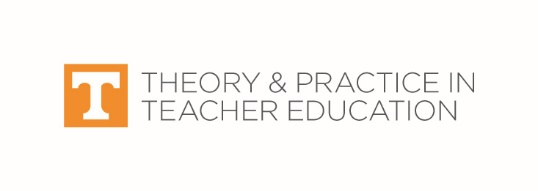 T
THEORY & PRACTICE IN
TEACHER EDUCATION